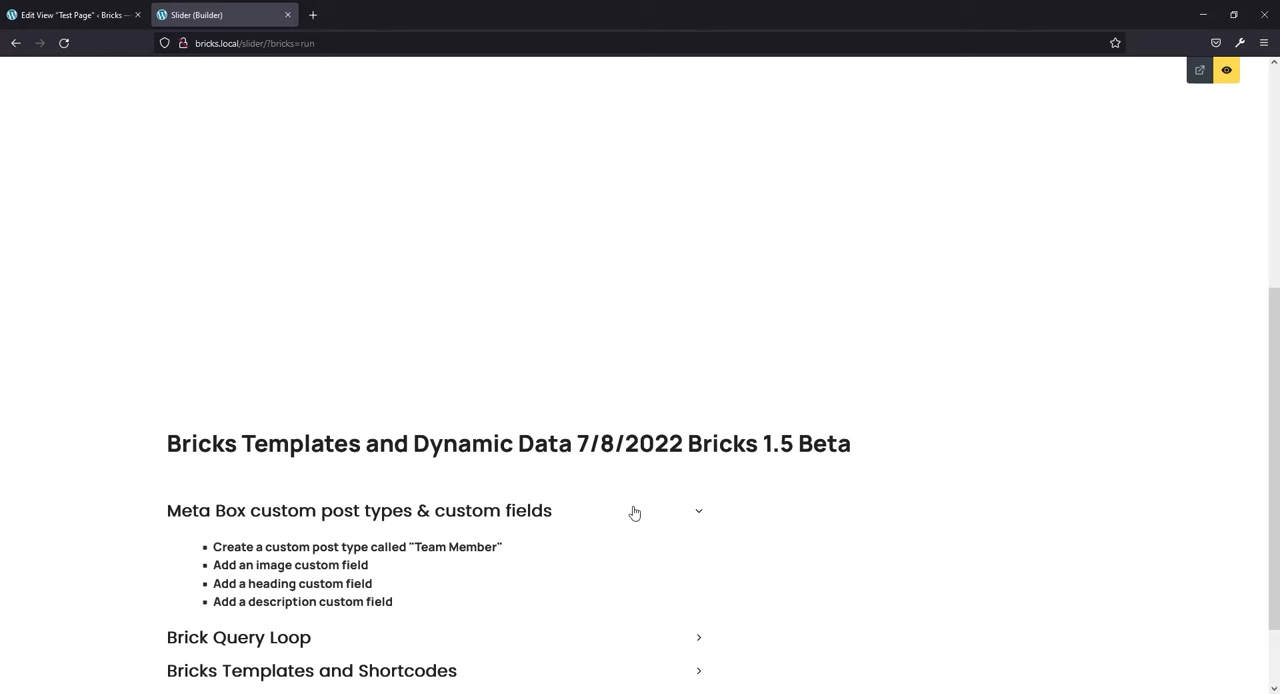 Edit View "Test Page" ‹ Bricks —
Slider (Builder)
bricks.local/slider/?bricks=run
Bricks Templates and Dynamic Data 7/8/2022 Bricks 1.5 Beta
Meta Box custom post types & custom fields
Create a custom post type called "Team Member"
Add an image custom field
Add a heading custom field
Add a description custom field
Brick Query Loop
Bricks Templates and Shortcodes